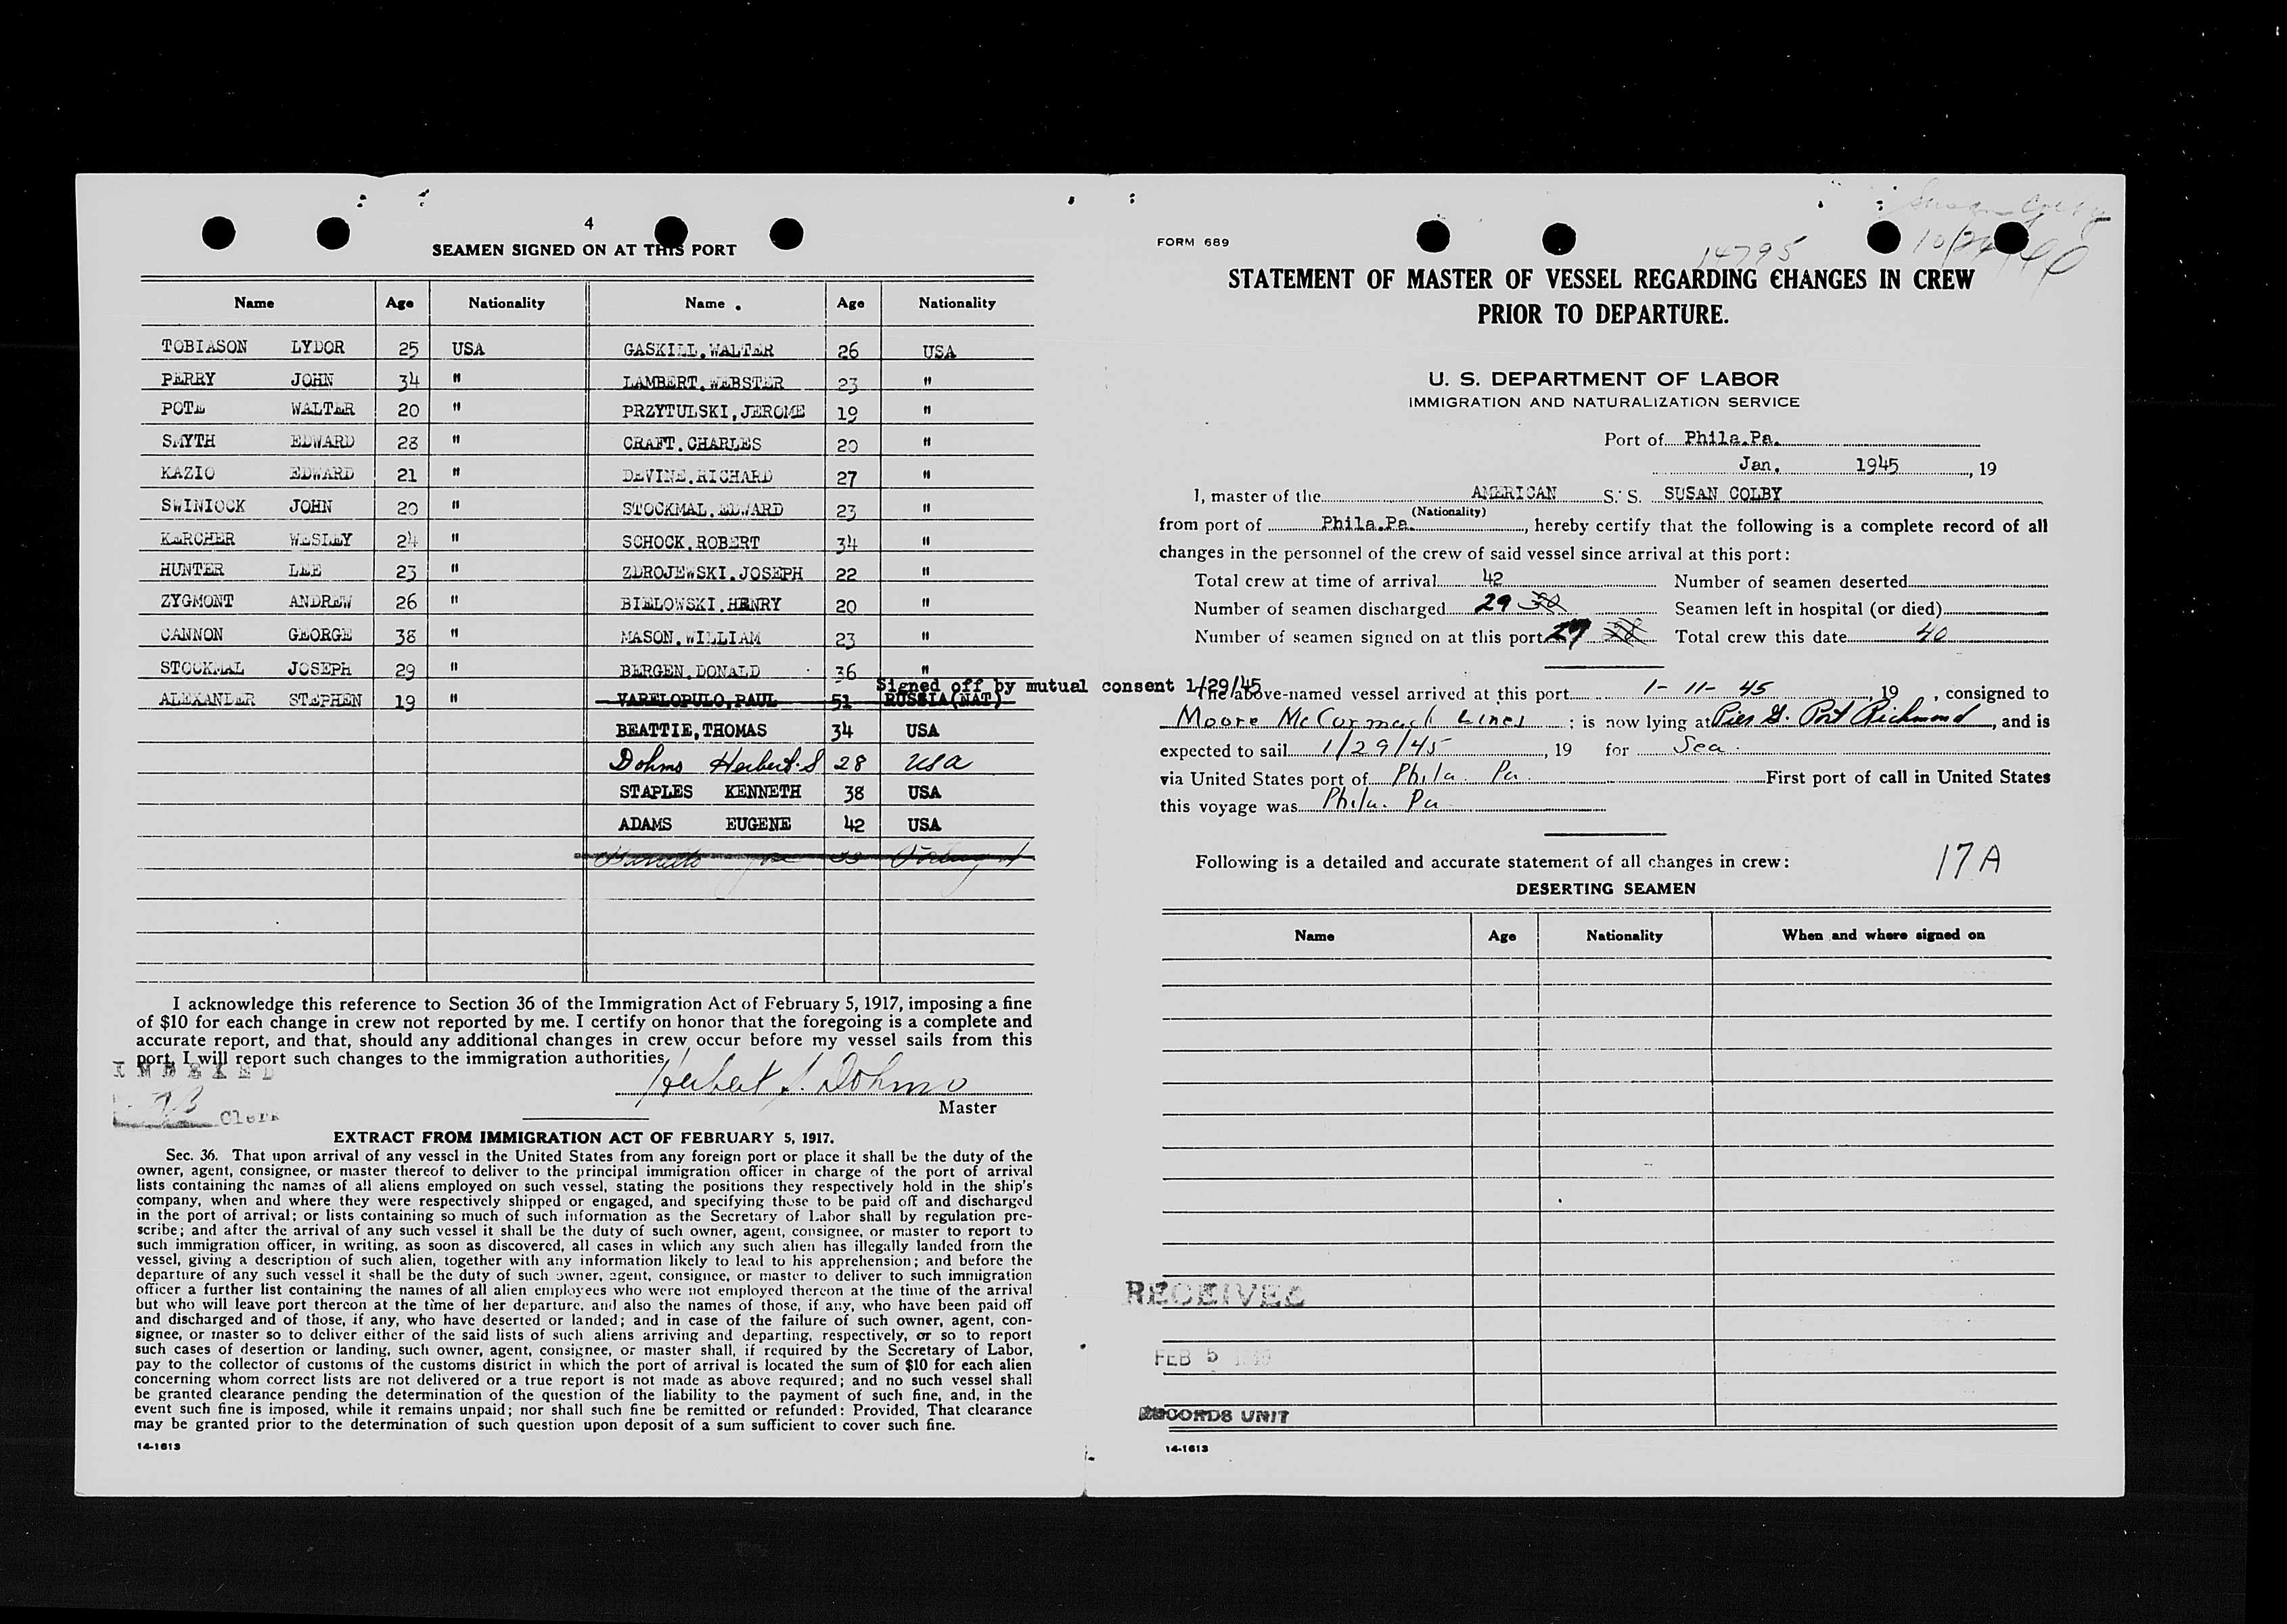 4
SEAMEN SIGNED ON AT THIS PORT
Name Age Nationality Name Age Nationality
TOBIASON LYDOR 25 USA GASKILL.WALTER 26 USA
PERRY JOHN 34 " LAMBERT.WEBSTER 23 "
POTE WALTER 20 " PRZYTULSKI,JEROME 19 "
SMYTH EDWARD 28 " CRAFT.CHARLES 20 "
KAZIO EDWARD 21 " DEVINE.RICHARD 27 "
SWINIOCK JOHN 20 " STOCKMAL.EDWARD 23 "
KERCHER WESLEY 24 " SCHOCK.ROBERT 34 "
HUNTER LEE 23 " ZDROJEWSKI.JOSEPH 22 "
ZYGMONT ANDREW 26 " BIELOWSKI.HENRY 20 "
CANNON GEORGE 38 " MASON.WILLIAM 23 "
STOCKMAL JOSEPH 29 " BERGEN.DONALD 36 "
Signed off by mutual consent 1/29/45
ALEXANDER STEPHEN 19 " VARELOPULO,PAUL 51 RUSSIA(NAT)
BEATTIE,THOMAS 34 USA
Dohms Herbert.S 28 USA
STAPLES KENNETH 38 USA
ADAMS EUGENE 42 USA
I acknowledge this reference to Section 36 of the Immigration Act of February 5, 1917, imposing a fine
of $10 for each change in crew not reported by me. I certify on honor that the foregoing is a complete and
accurate report, and that, should any additional changes in crew occur before my vessel sails from this
port, I will report such changes to the immigration authorities.
INDEXED
Herbert S. Dohms
Clerk
Master
EXTRACT FROM IMMIGRATION ACT OF FEBRUARY 5, 1917.
Sec. 36. That upon arrival of any vessel in the United States from any foreign port or place it shall be the duty of the
owner, agent, consignee, or master thereof to deliver to the principal immigration officer in charge of the port of arrival
lists containing the names of all aliens employed on such vessel, stating the positions they respectively hold in the ship's
company, when and where they were respectively shipped or engaged, and specifying those to be paid off and discharged
in the port of arrival; or lists containing so much of such information as the Secretary of Labor shall by regulation pre-
scribe; and after the arrival of any such vessel it shall be the duty of such owner, agent, consignee, or master to report to
such immigration officer, in writing, as soon as discovered, all cases in which any such alien has illegally landed from the
vessel, giving a description of such alien, together with any information likely to lead to his apprehension; and before the
departure of any such vessel it shall be the duty of such owner, agent, consignee, or master to deliver to such immigration
officer a further list containing the names of all alien employees who were not employed thereon at the time of the arrival
but who will leave port thereon at the time of her departure, and also the names of those, if any, who have been paid off
and discharged and of those, if any, who have deserted or landed; and in case of the failure of such owner, agent, con-
signee, or master so to deliver either of the said lists of such aliens arriving and departing, respectively, or so to report
such cases of desertion or landing, such owner, agent, consignee, or master shall, if required by the Secretary of Labor,
pay to the collector of customs of the customs district in which the port of arrival is located the sum of $10 for each alien
concerning whom correct lists are not delivered or a true report is not made as above required; and no such vessel shall
be granted clearance pending the determination of the question of the liability to the payment of such fine, and, in the
event such fine is imposed, while it remains unpaid; nor shall such fine be remitted or refunded: Provided, That clearance
may be granted prior to the determination of such question upon deposit of a sum sufficient to cover such fine.
14-1613
Susan Colby
FORM 689
14795
STATEMENT OF MASTER OF VESSEL REGARDING CHANGES IN CREW
PRIOR TO DEPARTURE.
U. S. DEPARTMENT OF LABOR
IMMIGRATION AND NATURALIZATION SERVICE
Port of Phila.Pa.
Jan. 1945, 19
I, master of the AMERICAN S. S. SUSAN COLBY
(Nationality)
from port of Phila.Pa., hereby certify that the following is a complete record of all
changes in the personnel of the crew of said vessel since arrival at this port:
Total crew at time of arrival 42 Number of seamen deserted
Number of seamen discharged 29 Seamen left in hospital (or died)
Number of seamen signed on at this port 27 Total crew this date 40
The above-named vessel arrived at this port 1-11-45, 19 , consigned to
Moore McCormack Lines ; is now lying at Pier G. Port Richmond, and is
expected to sail 1/29/45, 19 for Sea.
via United States port of Phila. Pa. First port of call in United States
this voyage was Phila. Pa
Following is a detailed and accurate statement of all changes in crew:
17A
DESERTING SEAMEN
Name Age Nationality When and where signed on
RECEIVED
FEB 5
RECORDS UNIT
14-1613